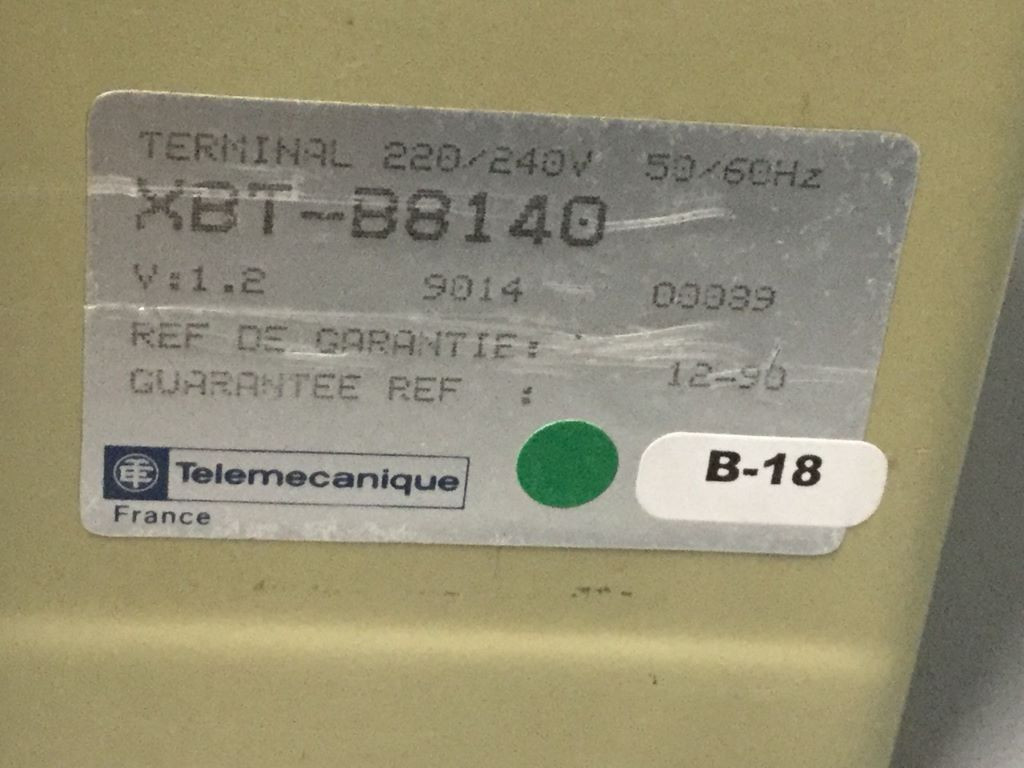 TERMINAL 220/240V 50/60Hz
XBT-B8140
V:1.2 9014 00099
REF DE GARANTIE:
GUARANTEE REF : 12-90
Telemecanique
France
B-18